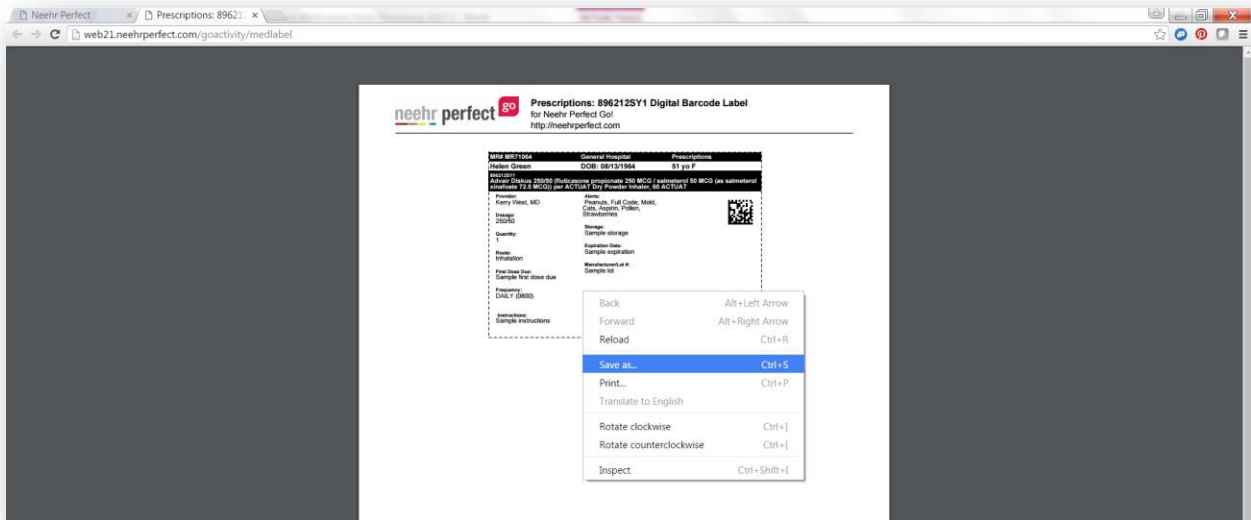 Neehr Perfect
Prescriptions: 89621
web21.neehrperfect.com/goactivity/medlabel
neehr perfect go
Prescriptions: 896212SY1 Digital Barcode Label
for Neehr Perfect Go!
http://neehrperfect.com
MR# MR71064 General Hospital Prescriptions
Helen Green DOB: 08/13/1964 51 yo F
896212SY1
Advair Diskus 250/50 (fluticasone propionate 250 MCG / salmeterol 50 MCG (as salmeterol
xinafoate 72.5 MCG)) per ACTUAT Dry Powder Inhaler, 60 ACTUAT
Provider:
Kerry West, MD
Dosage:
250/50
Quantity:
1
Route:
Inhalation
First Dose Due:
Sample first dose due
Frequency:
DAILY (0800)
Instructions:
Sample instructions
Alerts:
Peanuts, Full Code, Mold,
Cats, Aspirin, Pollen,
Strawberries
Storage:
Sample storage
Expiration Date:
Sample expiration
Manufacturer/Lot #:
Sample lot
Back Alt+Left Arrow
Forward Alt+Right Arrow
Reload Ctrl+R
Save as... Ctrl+S
Print... Ctrl+P
Translate to English
Rotate clockwise Ctrl+]
Rotate counterclockwise Ctrl+[
Inspect Ctrl+Shift+I